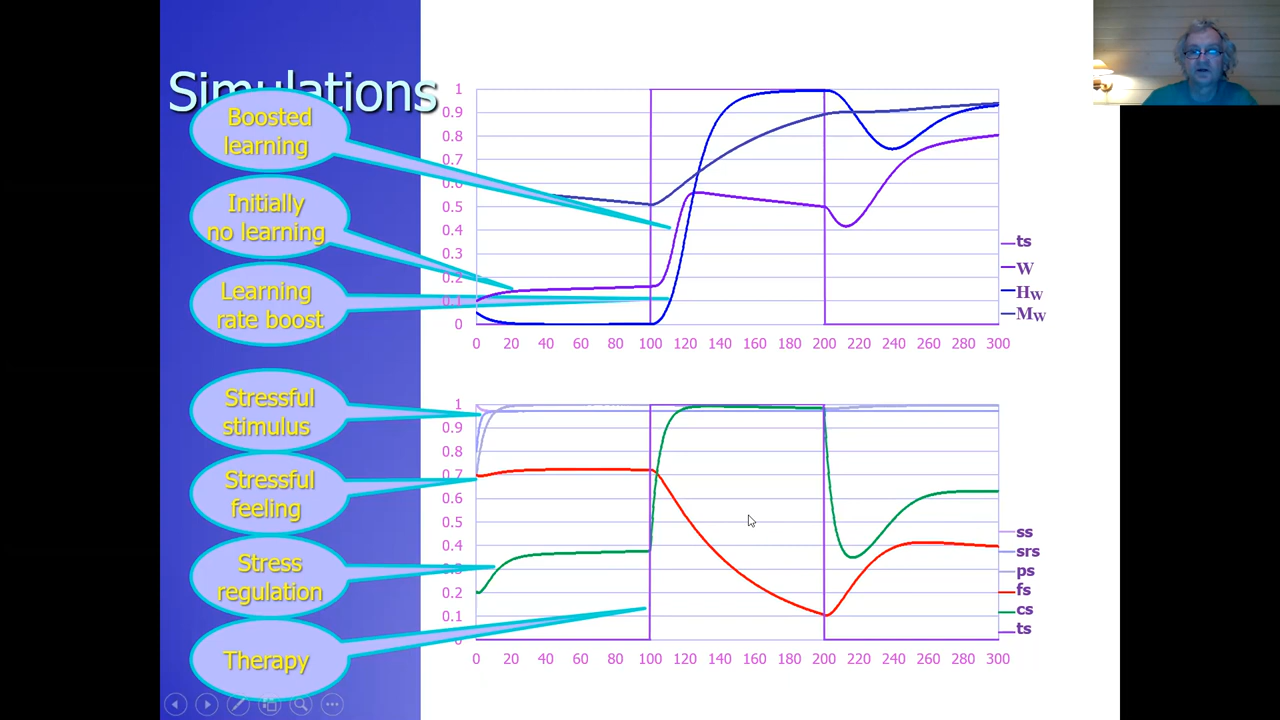 Simulations
Boosted
learning
Initially
no learning
Learning
rate boost
Stressful
stimulus
Stressful
feeling
Stress
regulation
Therapy
1
0.9
0.8
0.7
0.6
0.5
0.4
0.3
0.2
0.1
0
0 20 40 60 80 100 120 140 160 180 200 220 240 260 280 300
ts
W
HW
MW
1
0.9
0.8
0.7
0.6
0.5
0.4
0.3
0.2
0.1
0
0 20 40 60 80 100 120 140 160 180 200 220 240 260 280 300
ss
srs
ps
fs
cs
ts